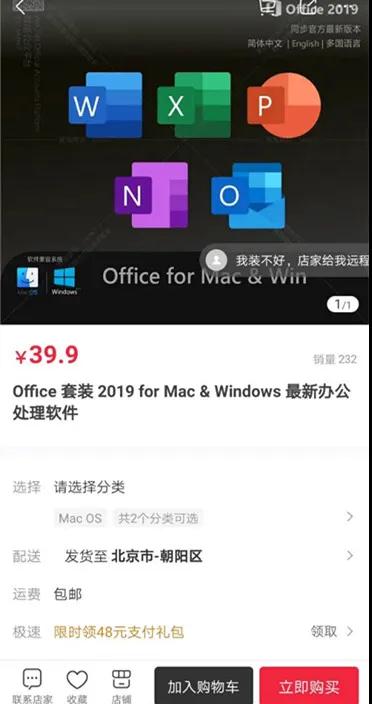 Office 2019
同步官方最新版本
简体中文 | English | 多国语言
W
X
P
N
O
软件兼容系统
Mac OS
Windows
Office for Mac & Win
我装不好，店家给我远程
1/1
¥39.9
销量 232
Office 套装 2019 for Mac & Windows 最新办公
处理软件
选择 请选择分类
Mac OS 共2个分类可选
配送 发货至 北京市-朝阳区
运费 包邮
极速 限时领48元支付礼包 领取
联系店家 收藏 店铺 加入购物车 立即购买